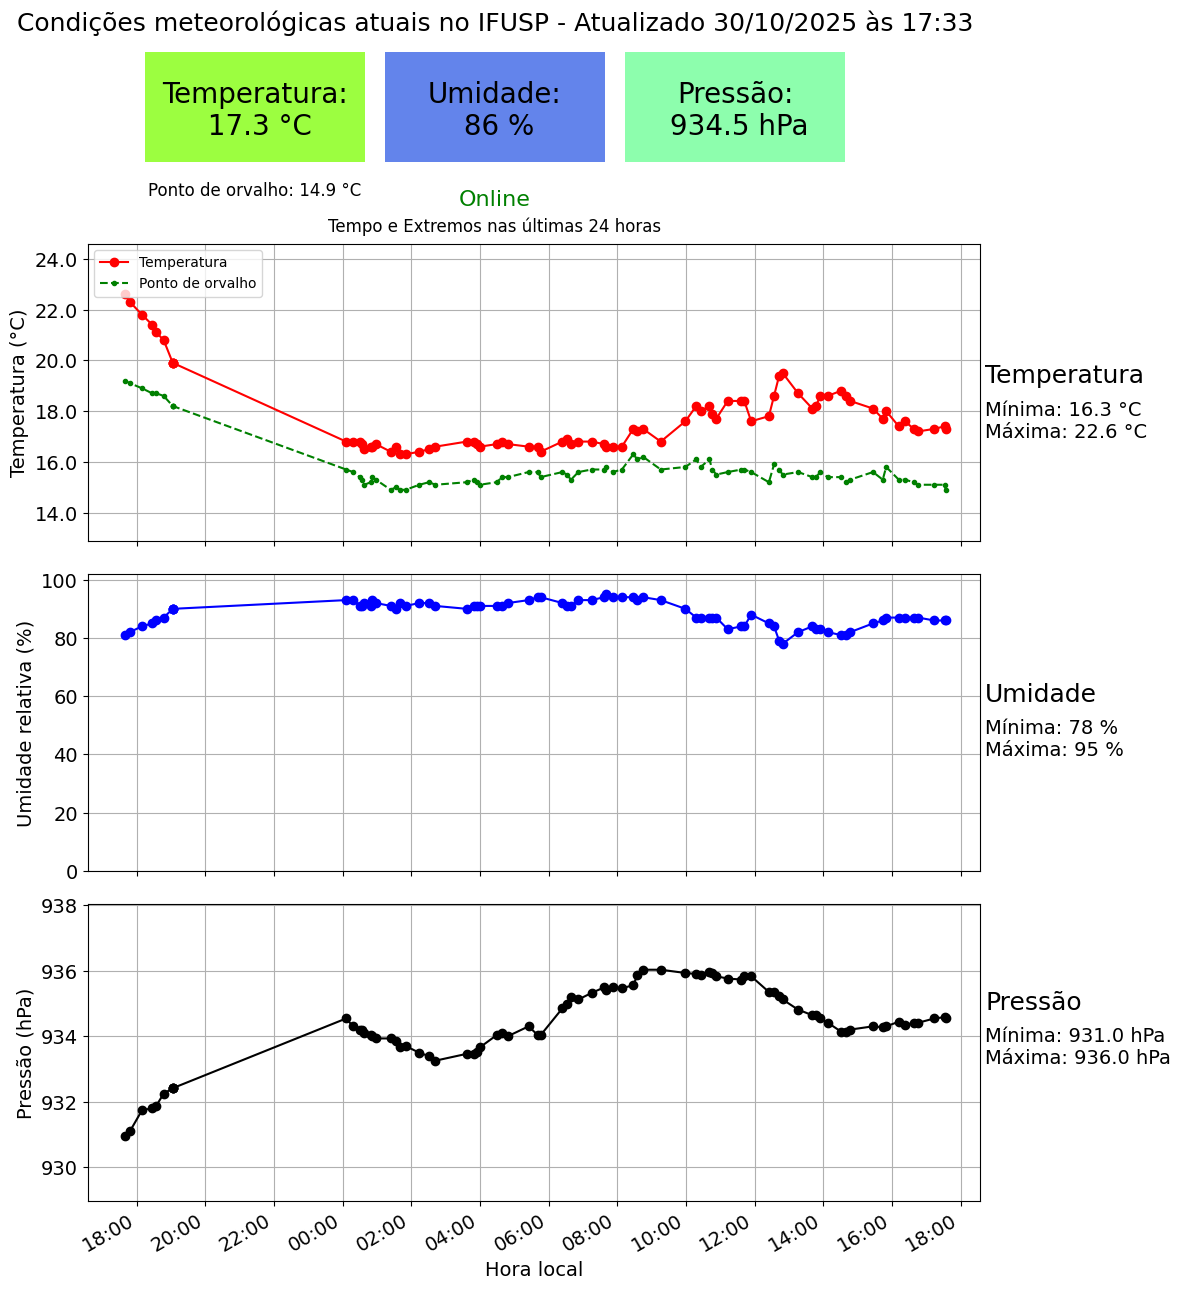 Condições meteorológicas atuais no IFUSP - Atualizado 30/10/2025 às 17:33
Temperatura:
17.3 °C
Umidade:
86 %
Pressão:
934.5 hPa
Ponto de orvalho: 14.9 °C
Online
Tempo e Extremos nas últimas 24 horas
Temperatura
Ponto de orvalho
Temperatura (°C)
24.0
22.0
20.0
18.0
16.0
14.0
Temperatura
Mínima: 16.3 °C
Máxima: 22.6 °C
Umidade relativa (%)
100
80
60
40
20
0
Umidade
Mínima: 78 %
Máxima: 95 %
Pressão (hPa)
938
936
934
932
930
Pressão
Mínima: 931.0 hPa
Máxima: 936.0 hPa
18:00 20:00 22:00 00:00 02:00 04:00 06:00 08:00 10:00 12:00 14:00 16:00 18:00
Hora local